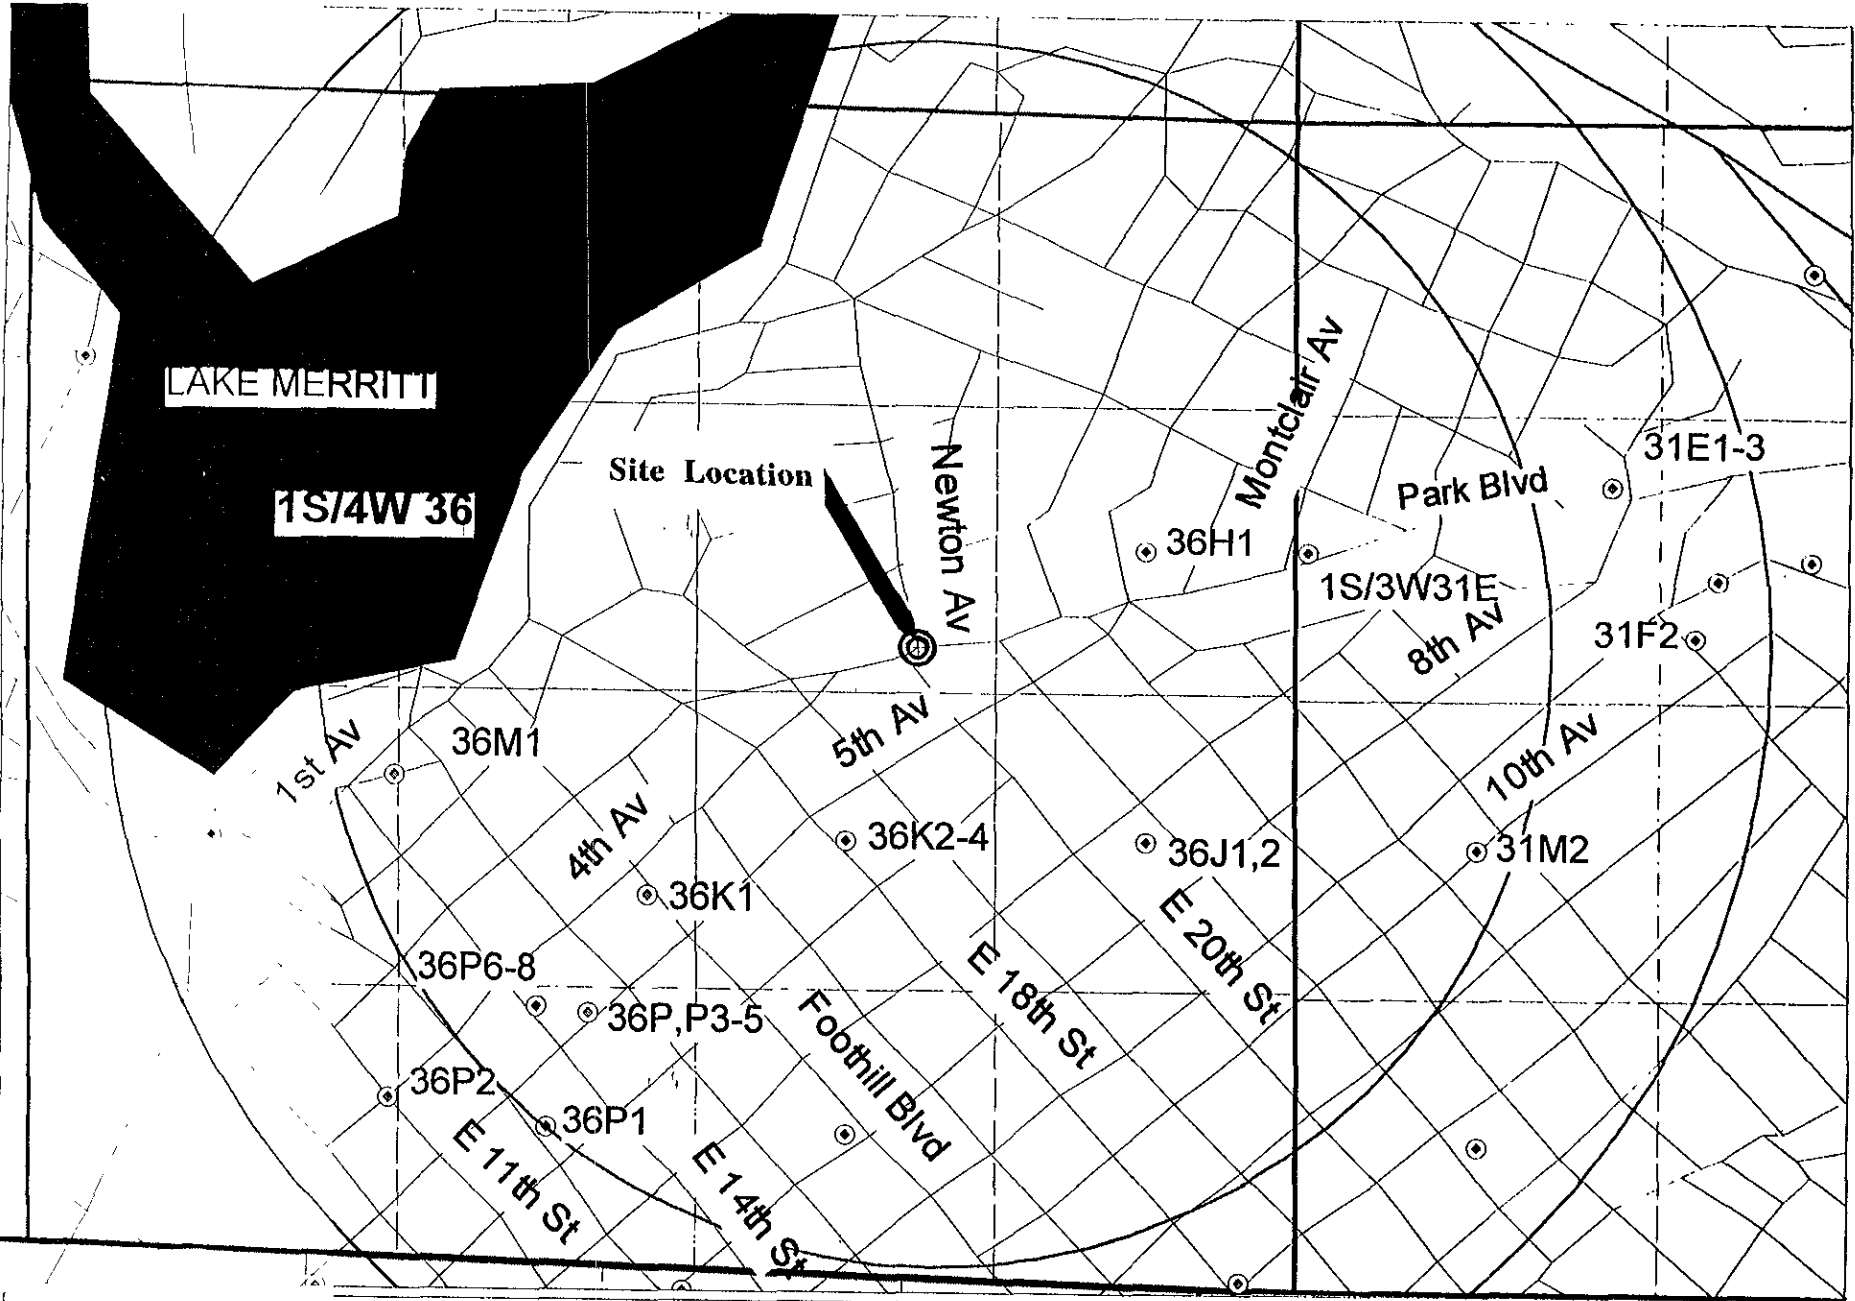 LAKE MERRITT
1S/4W 36
Site Location
Newton Av
Montclair Av
Park Blvd
31E1-3
36H1
1S/3W31E
8th Av
31F2
1st Av
36M1
5th Av
10th Av
4th Av
36K2-4
36J1,2
31M2
36K1
E 20th St
36P6-8
36P,P3-5
E 18th St
Foothill Blvd
36P2
36P1
E 11th St
E 14th St